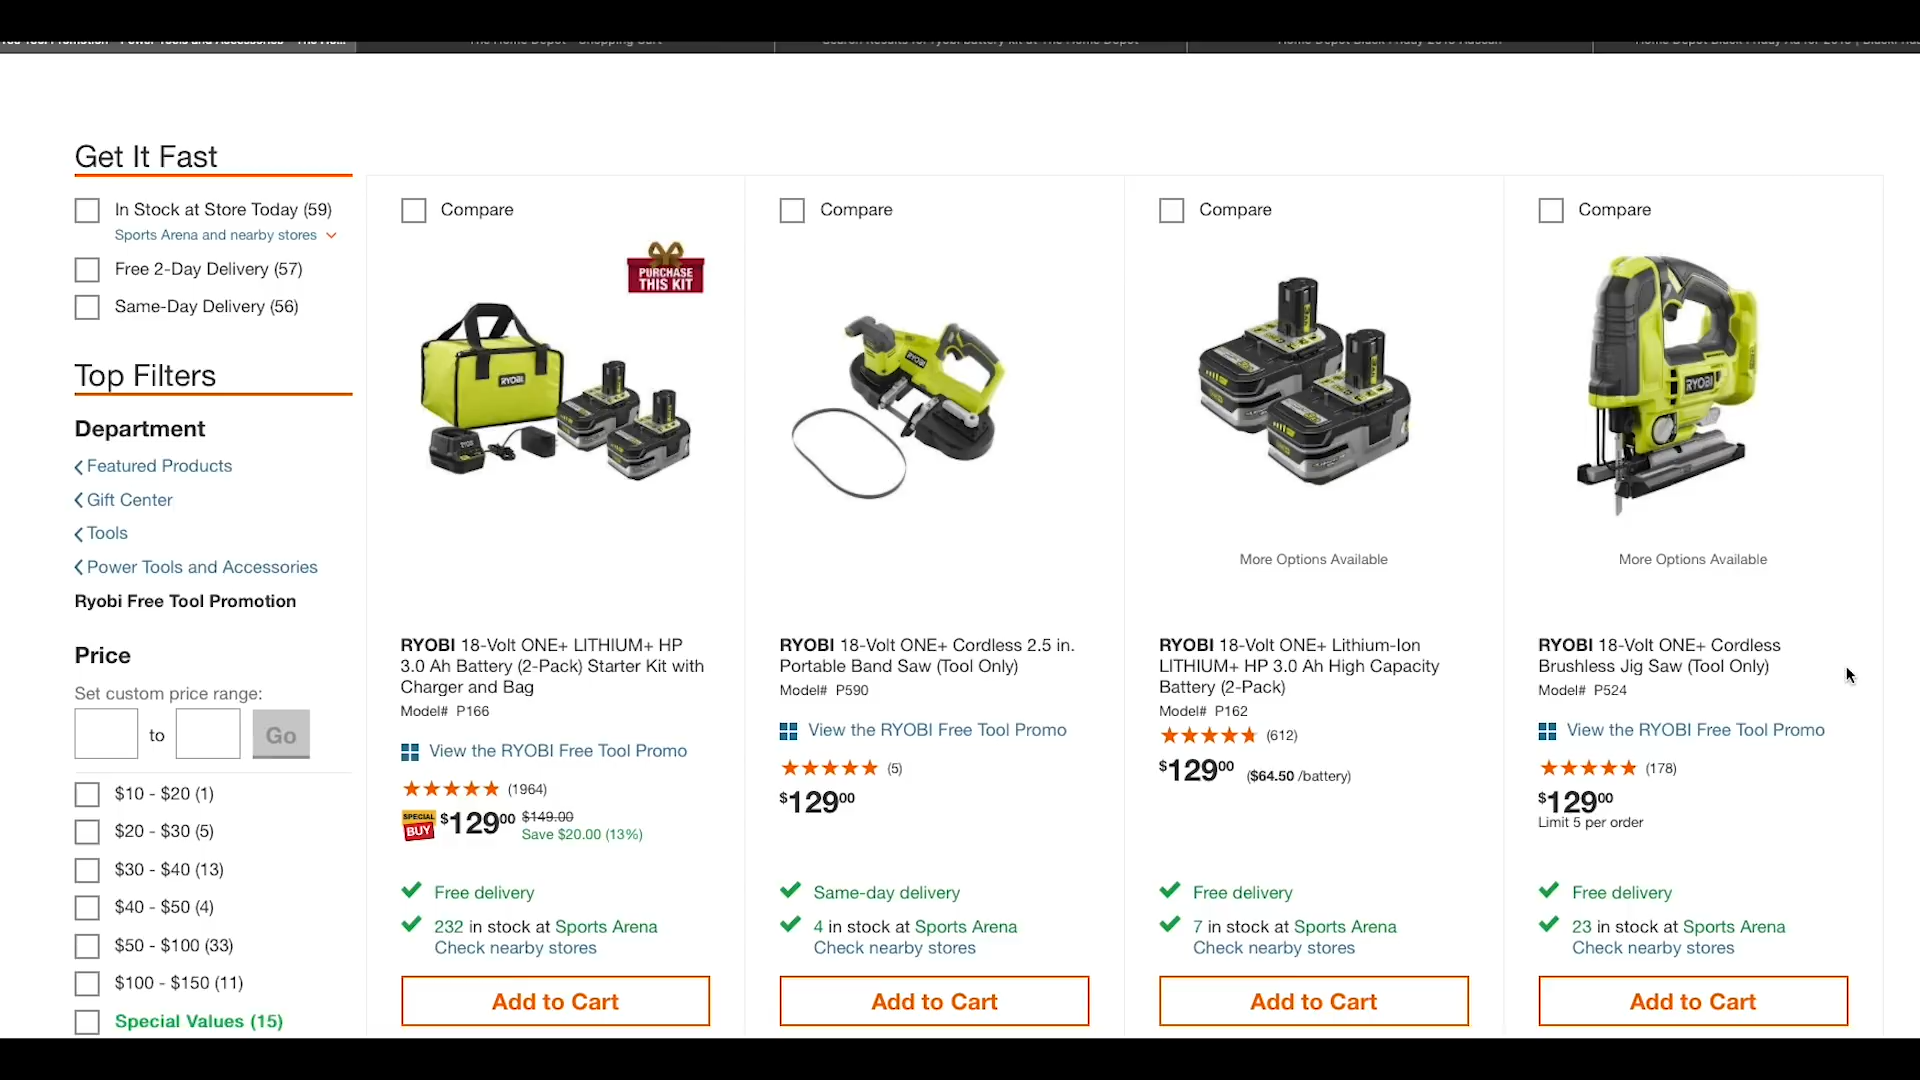 Get It Fast
In Stock at Store Today (59)
Sports Arena and nearby stores
Free 2-Day Delivery (57)
Same-Day Delivery (56)
Top Filters
Department
Featured Products
Gift Center
Tools
Power Tools and Accessories
Ryobi Free Tool Promotion
Price
Set custom price range:
to
Go
$10 - $20 (1)
$20 - $30 (5)
$30 - $40 (13)
$40 - $50 (4)
$50 - $100 (33)
$100 - $150 (11)
Special Values (15)
Compare
PURCHASE
THIS KIT
RYOBI
RYOBI 18-Volt ONE+ LITHIUM+ HP
3.0 Ah Battery (2-Pack) Starter Kit with
Charger and Bag
Model# P166
View the RYOBI Free Tool Promo
(1964)
SPECIAL
BUY
$12900 $149.00
Save $20.00 (13%)
Free delivery
232 in stock at Sports Arena
Check nearby stores
Add to Cart
Compare
RYOBI
RYOBI 18-Volt ONE+ Cordless 2.5 in.
Portable Band Saw (Tool Only)
Model# P590
View the RYOBI Free Tool Promo
(5)
$12900
Same-day delivery
4 in stock at Sports Arena
Check nearby stores
Add to Cart
Compare
More Options Available
RYOBI 18-Volt ONE+ Lithium-Ion
LITHIUM+ HP 3.0 Ah High Capacity
Battery (2-Pack)
Model# P162
(612)
$12900 ($64.50 /battery)
Free delivery
7 in stock at Sports Arena
Check nearby stores
Add to Cart
Compare
RYOBI
More Options Available
RYOBI 18-Volt ONE+ Cordless
Brushless Jig Saw (Tool Only)
Model# P524
View the RYOBI Free Tool Promo
(178)
$12900
Limit 5 per order
Free delivery
23 in stock at Sports Arena
Check nearby stores
Add to Cart